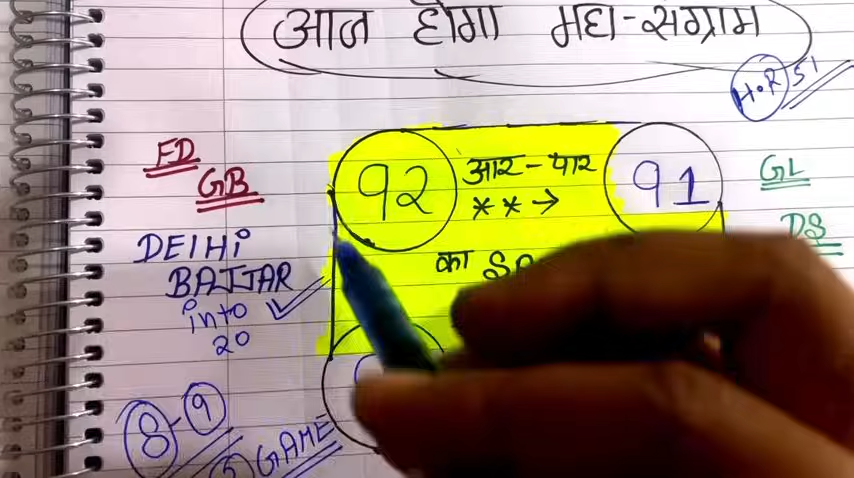 आज होगा महा-संग्राम
H.R 51
FD
GB
DELHI
BAJJAR
into
20
92
आर-पार
**→
का
91
GL
DS
8-9
GAME